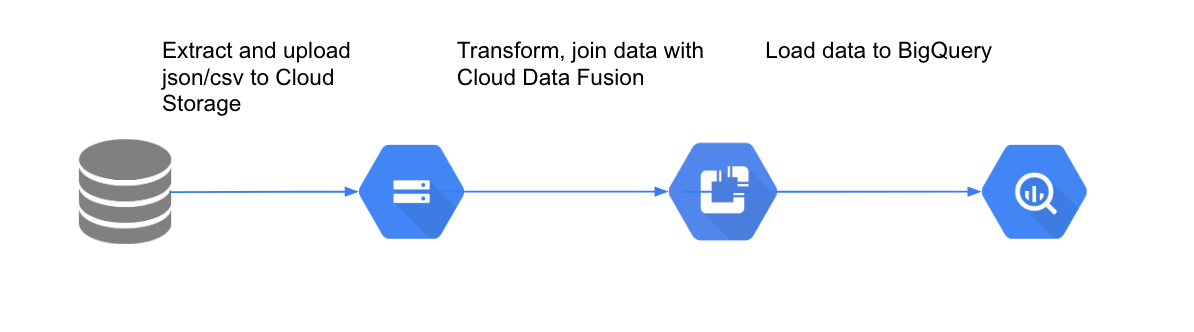 Extract and upload
json/csv to Cloud
Storage
Transform, join data with
Cloud Data Fusion
Load data to BigQuery